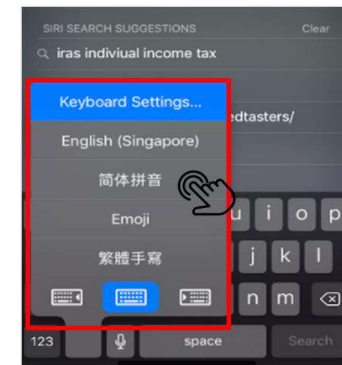 SIRI SEARCH SUGGESTIONS Clear
iras indiviual income tax
Keyboard Settings...
edtasters/
English (Singapore)
简体拼音
Emoji
繁體手寫
u i o p
j k l
n m
123 space Search